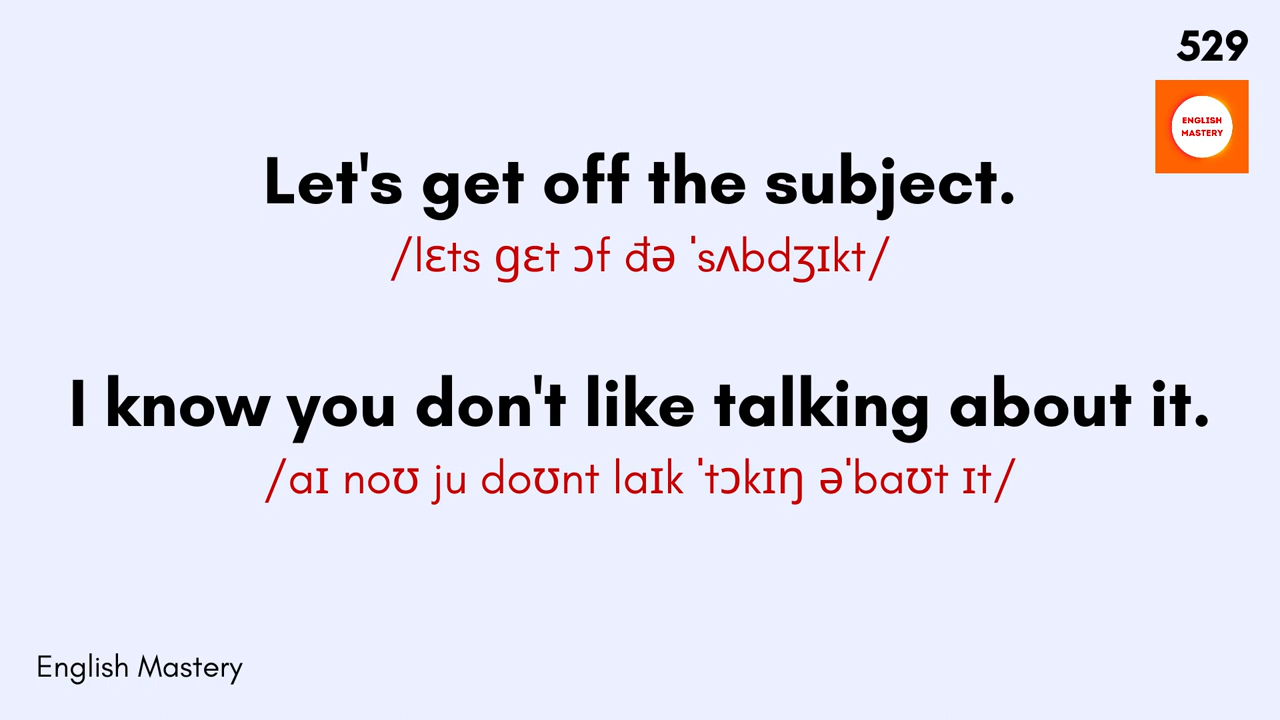 529
ENGLISH
MASTERY
Let's get off the subject.
/lɛts ɡɛt ɔf đə ˈsʌbdʒɪkt/
I know you don't like talking about it.
/aɪ noʊ ju doʊnt laɪk ˈtɔkɪŋ əˈbaʊt ɪt/
English Mastery